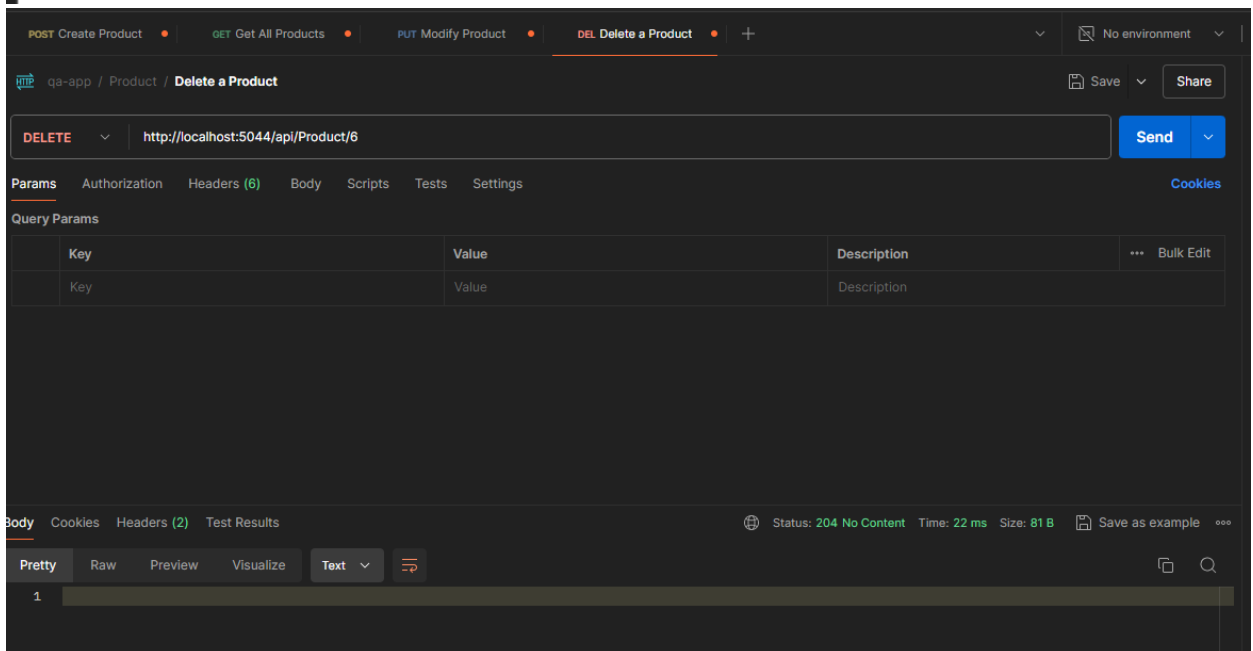 POST Create Product GET Get All Products PUT Modify Product DEL Delete a Product + No environment
HTTP qa-app / Product / Delete a Product Save Share
DELETE http://localhost:5044/api/Product/6 Send
Params Authorization Headers (6) Body Scripts Tests Settings Cookies
Query Params
Key Value Description ••• Bulk Edit
Key Value Description
Body Cookies Headers (2) Test Results Status: 204 No Content Time: 22 ms Size: 81 B Save as example
Pretty Raw Preview Visualize Text
1